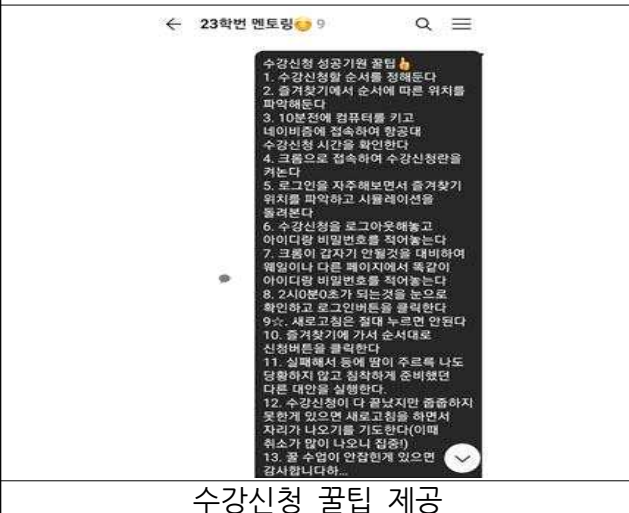 23학번 멘토링😊 9
수강신청 성공기원 꿀팁👍
1. 수강신청할 순서를 정해둔다
2. 즐겨찾기에서 순서에 따른 위치를
파악해둔다
3. 10분전에 컴퓨터를 키고
네이비즘에 접속하여 항공대
수강신청 시간을 확인한다
4. 크롬으로 접속하여 수강신청란을
켜논다
5. 로그인을 자주해보면서 즐겨찾기
위치를 파악하고 시뮬레이션을
돌려본다
6. 수강신청을 로그아웃해놓고
아이디랑 비밀번호를 적어놓는다
7. 크롬이 갑자기 안될것을 대비하여
웨일이나 다른 페이지에서 똑같이
아이디랑 비밀번호를 적어놓는다
8. 2시0분0초가 되는것을 눈으로
확인하고 로그인버튼을 클릭한다
9☆. 새로고침은 절대 누르면 안된다
10. 즐겨찾기에 가서 순서대로
신청버튼을 클릭한다
11. 실패해서 등에 땀이 주르륵 나도
당황하지 않고 침착하게 준비했던
다른 대안을 실행한다.
12. 수강신청이 다 끝났지만 줍줍하지
못한게 있으면 새로고침을 하면서
자리가 나오기를 기도한다(이때
취소가 많이 나오니 집중!)
13. 꿀 수업이 안잡힌게 있으면
감사합니다하...
수강신청 꿀팁 제공